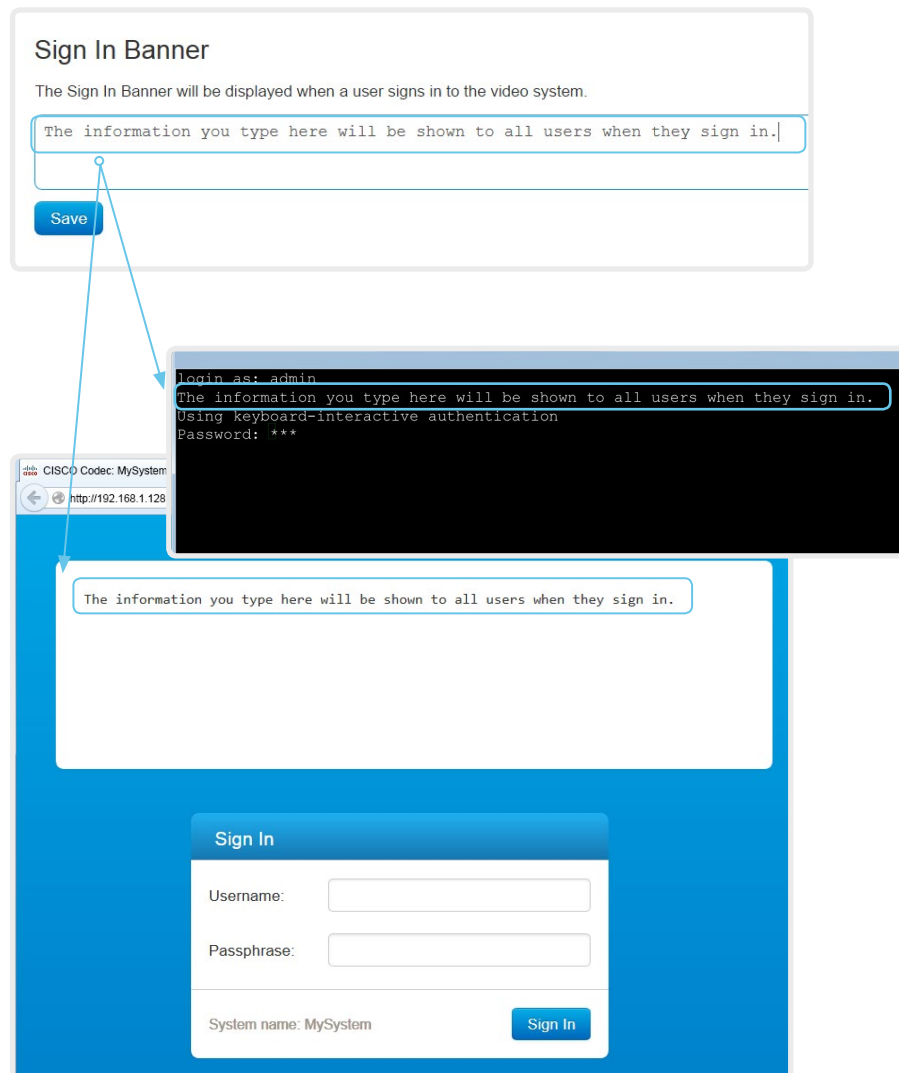 Sign In Banner
The Sign In Banner will be displayed when a user signs in to the video system.
The information you type here will be shown to all users when they sign in.
Save
login as: admin
The information you type here will be shown to all users when they sign in.
Using keyboard-interactive authentication
Password: ***
CISCO Codec: MySystem
http://192.168.1.128
The information you type here will be shown to all users when they sign in.
Sign In
Username:
Passphrase:
System name: MySystem
Sign In